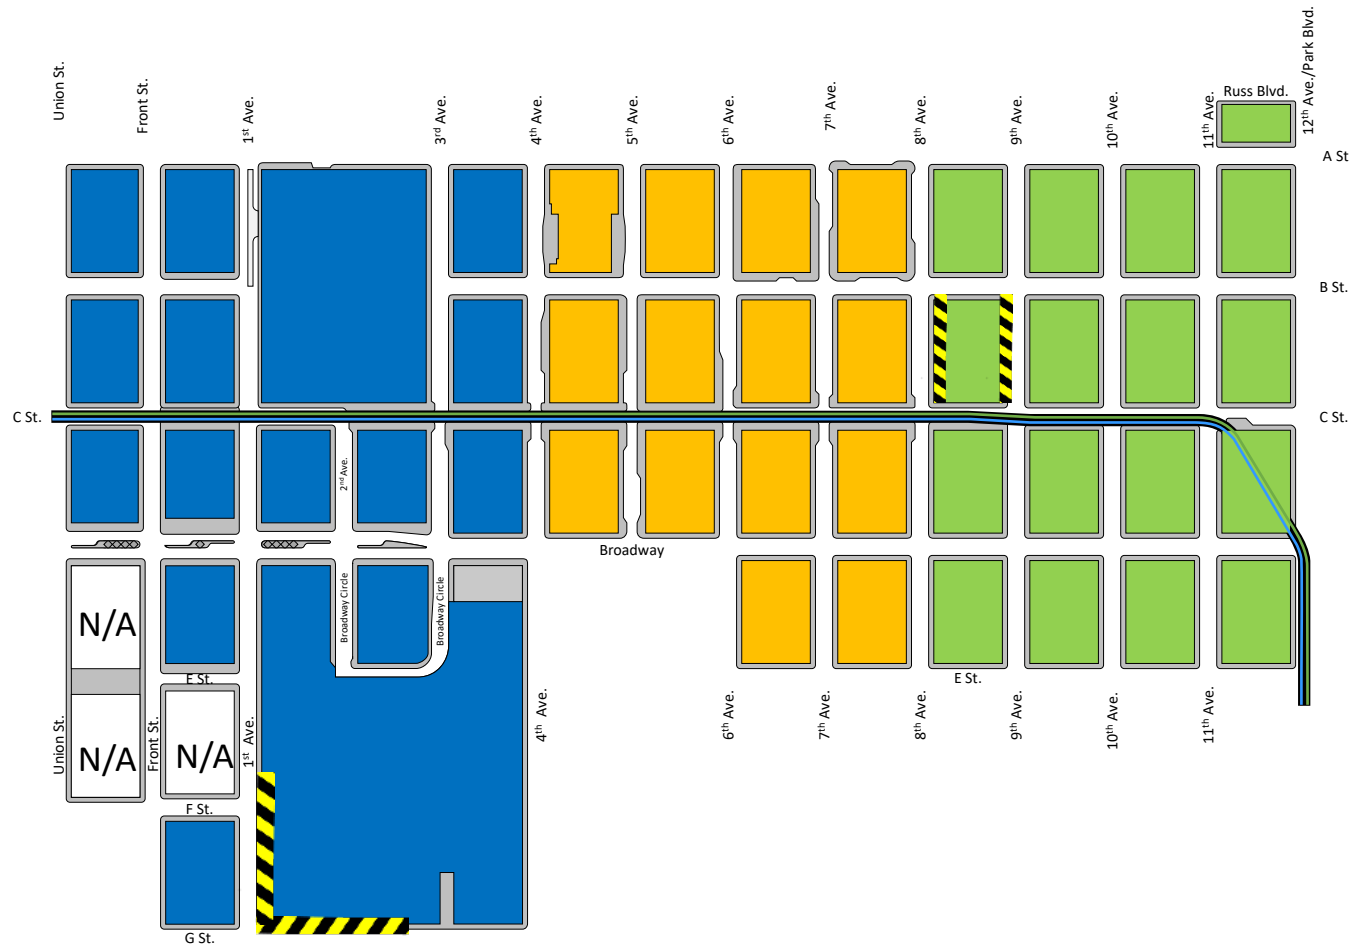 Union St.
Front St.
1st Ave.
3rd Ave.
4th Ave.
5th Ave.
6th Ave.
7th Ave.
8th Ave.
9th Ave.
10th Ave.
11th Ave.
12th Ave./Park Blvd.
Russ Blvd.
A St
B St.
C St.
C St.
2nd Ave.
Broadway
N/A
Broadway Circle
Broadway Circle
E St.
E St.
Union St.
N/A
Front St.
N/A
1st Ave.
4th Ave.
6th Ave.
7th Ave.
8th Ave.
9th Ave.
10th Ave.
11th Ave.
F St.
G St.